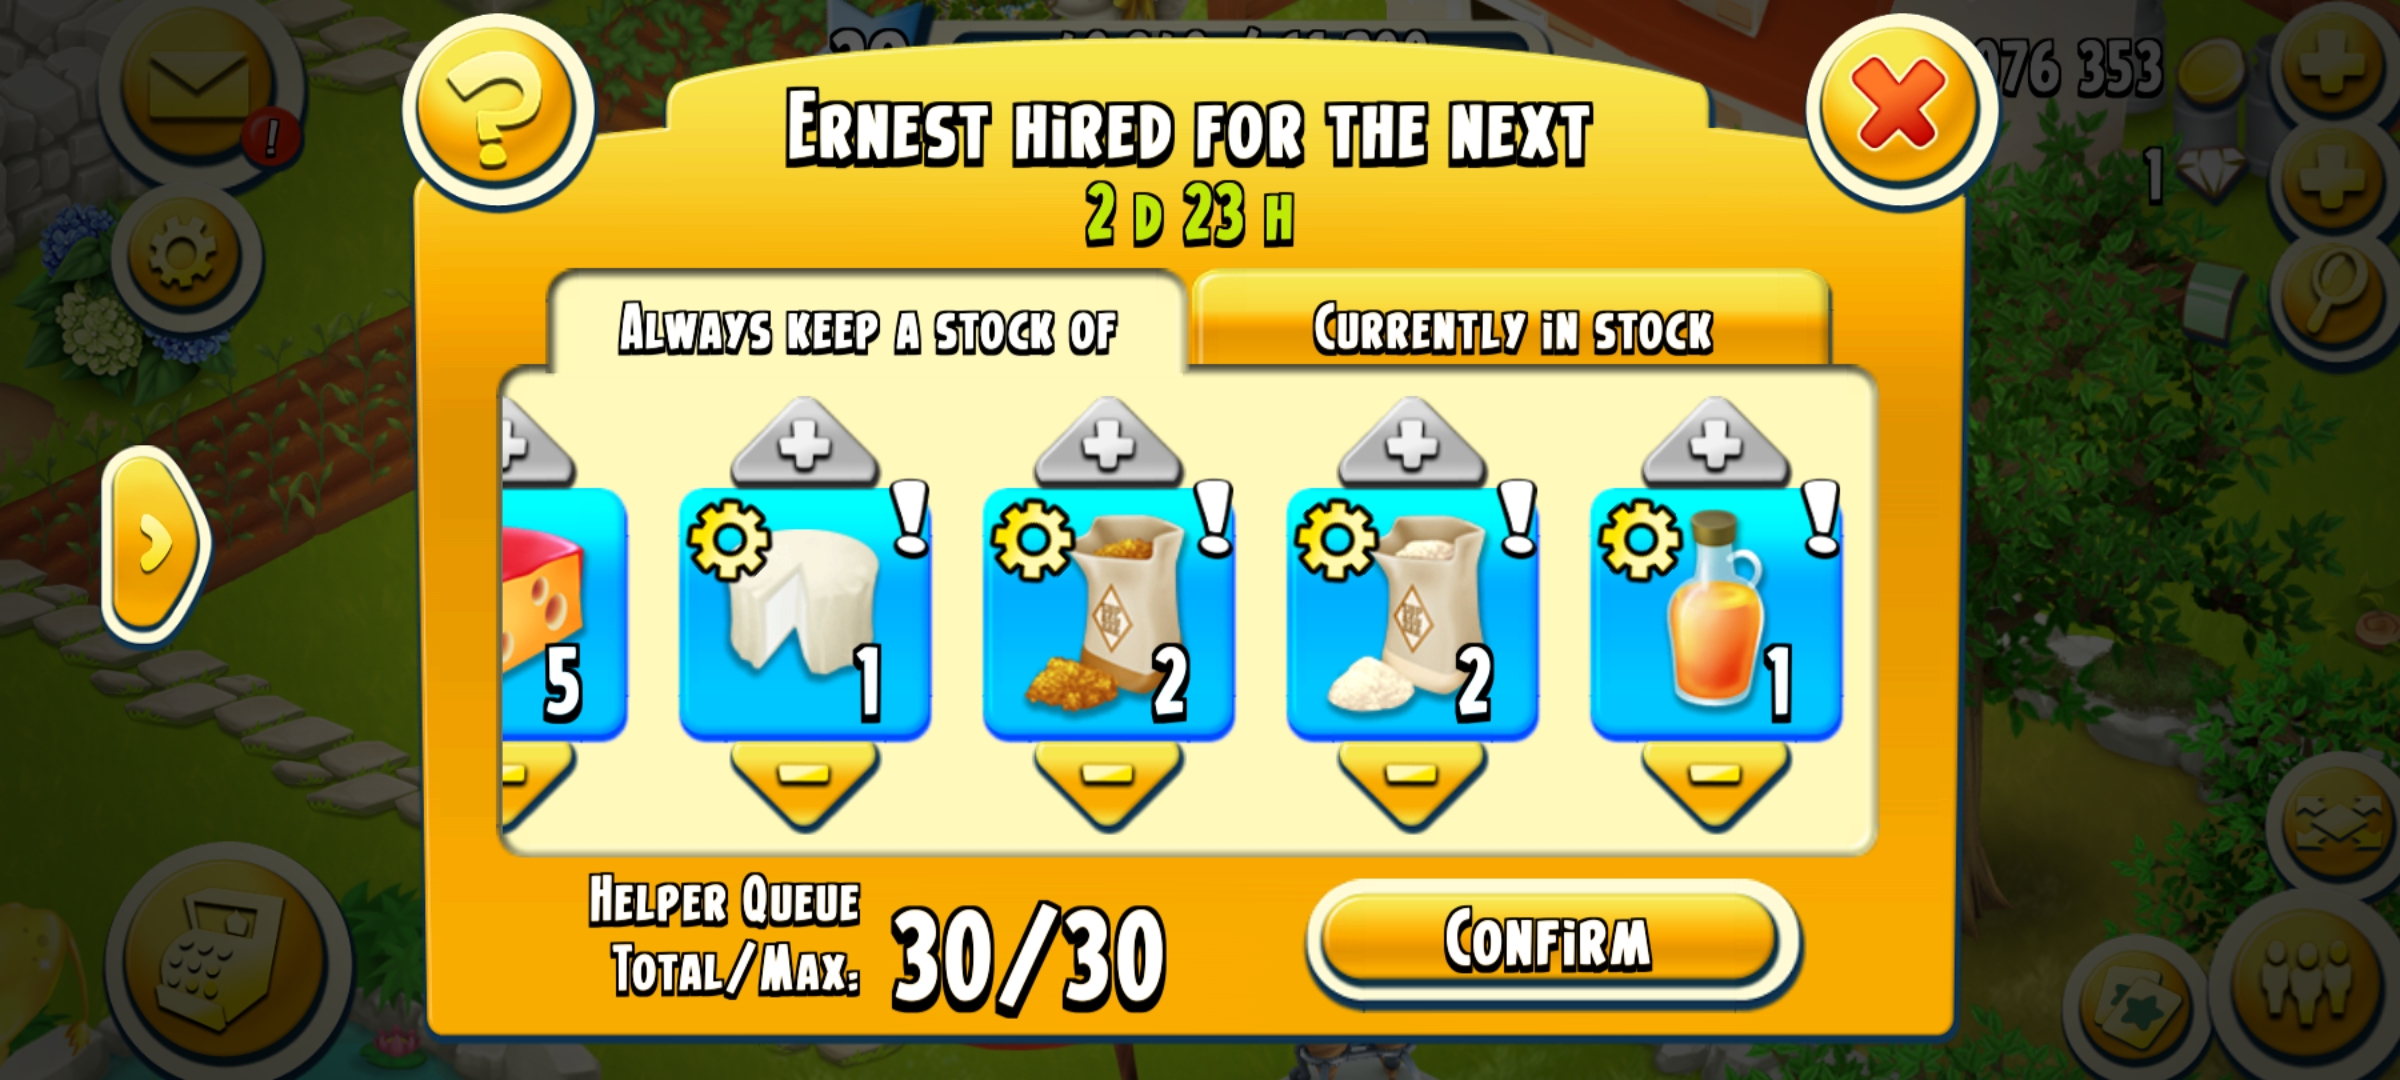 076 353
ERNEST HIRED FOR THE NEXT
1
2 D 23 H
ALWAYS KEEP A STOCK OF
CURRENTLY IN STOCK
5
1
2
2
1
HELPER QUEUE
TOTAL/MAX:
30/30
CONFIRM